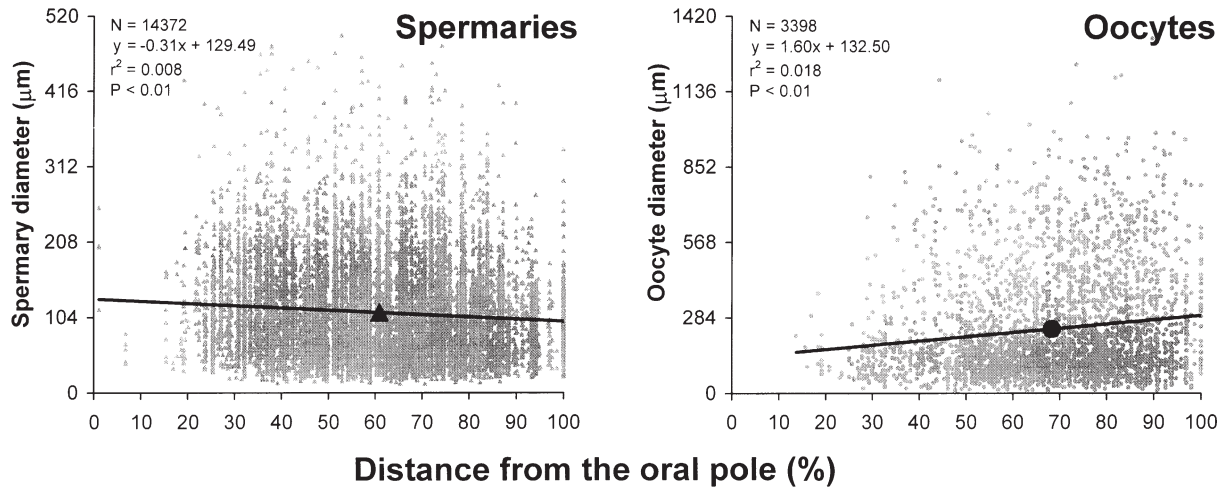 Spermaries
N = 14372
y = -0.31x + 129.49
r² = 0.008
P < 0.01
Spermary diameter (μm)
520
416
312
208
104
0
0 10 20 30 40 50 60 70 80 90 100
Oocytes
N = 3398
y = 1.60x + 132.50
r² = 0.018
P < 0.01
Oocyte diameter (μm)
1420
1136
852
568
284
0
0 10 20 30 40 50 60 70 80 90 100
Distance from the oral pole (%)